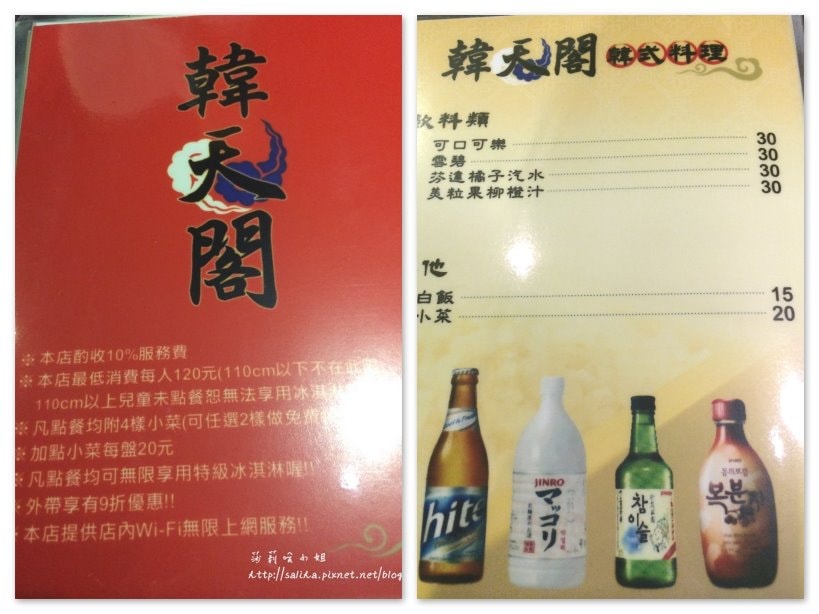 韓天閣
※ 本店酌收10%服務費
※ 本店最低消費每人120元(110cm以下不在此限
110cm以上兒童未點餐恕無法享用冰淇淋
※ 凡點餐均附4樣小菜(可任選2樣做免費
※ 加點小菜每盤20元
※ 凡點餐均可無限享用特級冰淇淋喔!!
※ 外帶享有9折優惠!!
※ 本店提供店內Wi-Fi無限上網服務!!
莎莉啥小姐
http://saliha.pixnet.net/blog
韓天閣 韓式料理
飲料類
可口可樂 30
雪碧 30
芬達橘子汽水 30
美粒果柳橙汁 30
他
白飯 15
小菜 20
hite
JINRO
マッコリ
참이슬
복분자